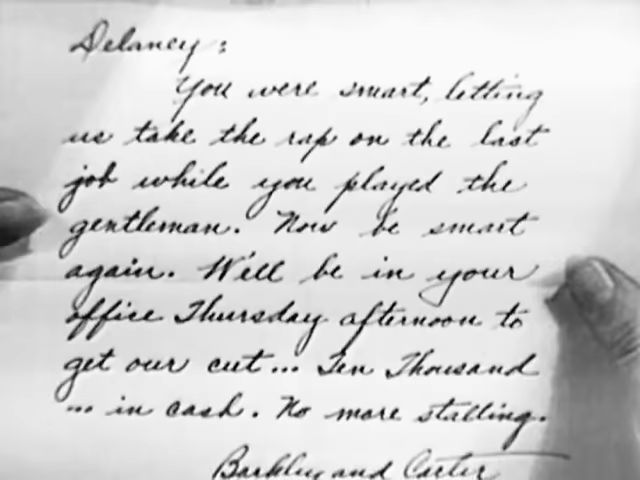 Delaney:
You were smart, letting
us take the rap on the last
job while you played the
gentleman. Now be smart
again. We'll be in your
office Thursday afternoon to
get our cut... Ten Thousand
... in cash. No more stalling.
Barkley and Carter